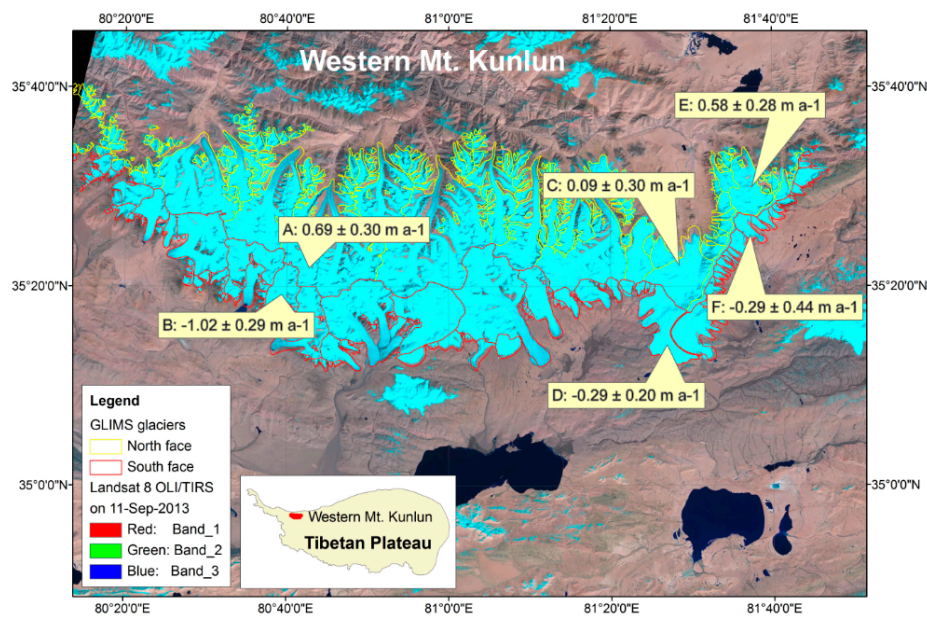 80°20'0"E 80°40'0"E 81°0'0"E 81°20'0"E 81°40'0"E
Western Mt. Kunlun
35°40'0"N 35°40'0"N
E: 0.58 ± 0.28 m a-1
C: 0.09 ± 0.30 m a-1
A: 0.69 ± 0.30 m a-1
35°20'0"N 35°20'0"N
F: -0.29 ± 0.44 m a-1
B: -1.02 ± 0.29 m a-1
D: -0.29 ± 0.20 m a-1
Legend
GLIMS glaciers
North face
South face
Landsat 8 OLI/TIRS
on 11-Sep-2013
Red: Band_1
Green: Band_2
Blue: Band_3
35°0'0"N 35°0'0"N
Western Mt. Kunlun
Tibetan Plateau
80°20'0"E 80°40'0"E 81°0'0"E 81°20'0"E 81°40'0"E